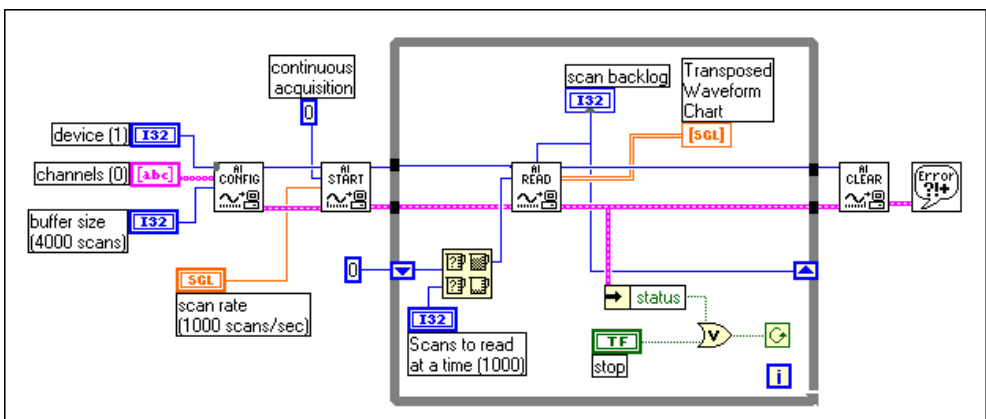 continuous
acquisition
0
device (1)
I32
channels (0)
[abc]
buffer size
(4000 scans)
I32
SGL
scan rate
(1000 scans/sec)
AI
CONFIG
AI
START
scan backlog
I32
Transposed
Waveform
Chart
[SGL]
AI
READ
AI
CLEAR
Error
?!+
0
I32
Scans to read
at a time (1000)
status
TF
stop
V
i